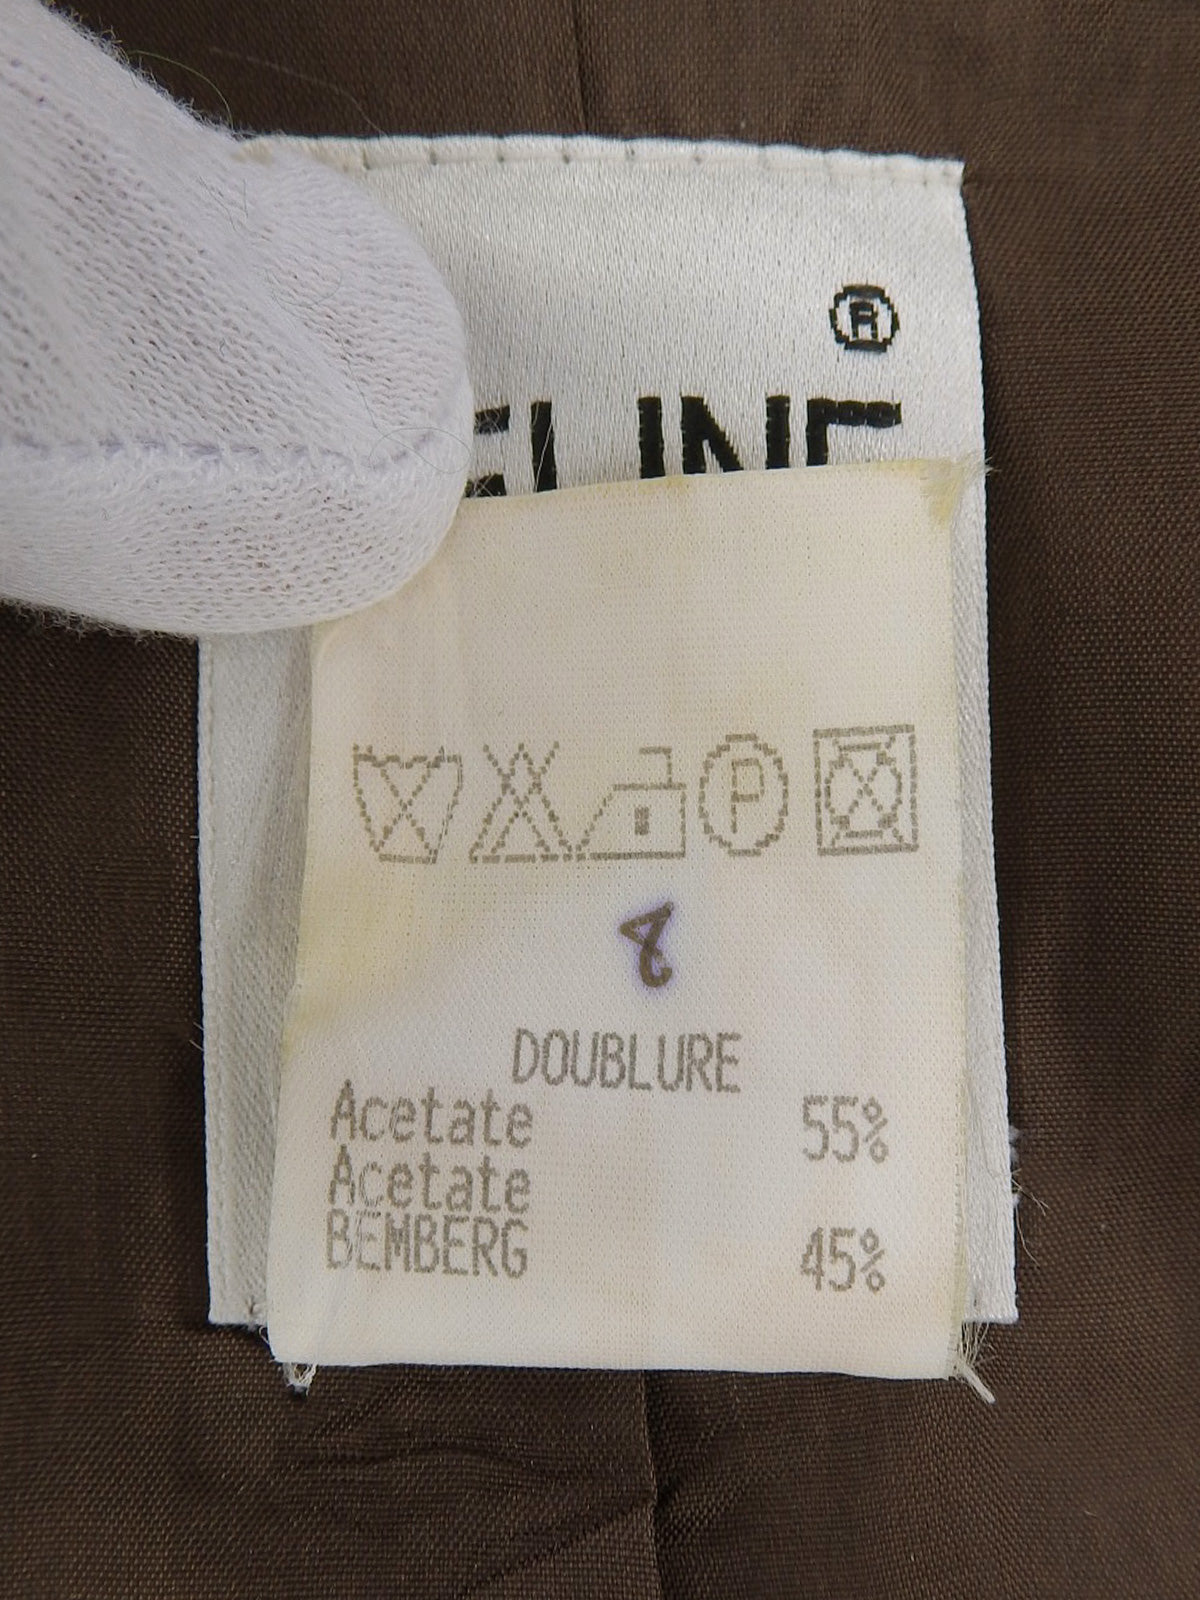 ®
ELINE
P
8
DOUBLURE
Acetate 55%
Acetate
BEMBERG 45%